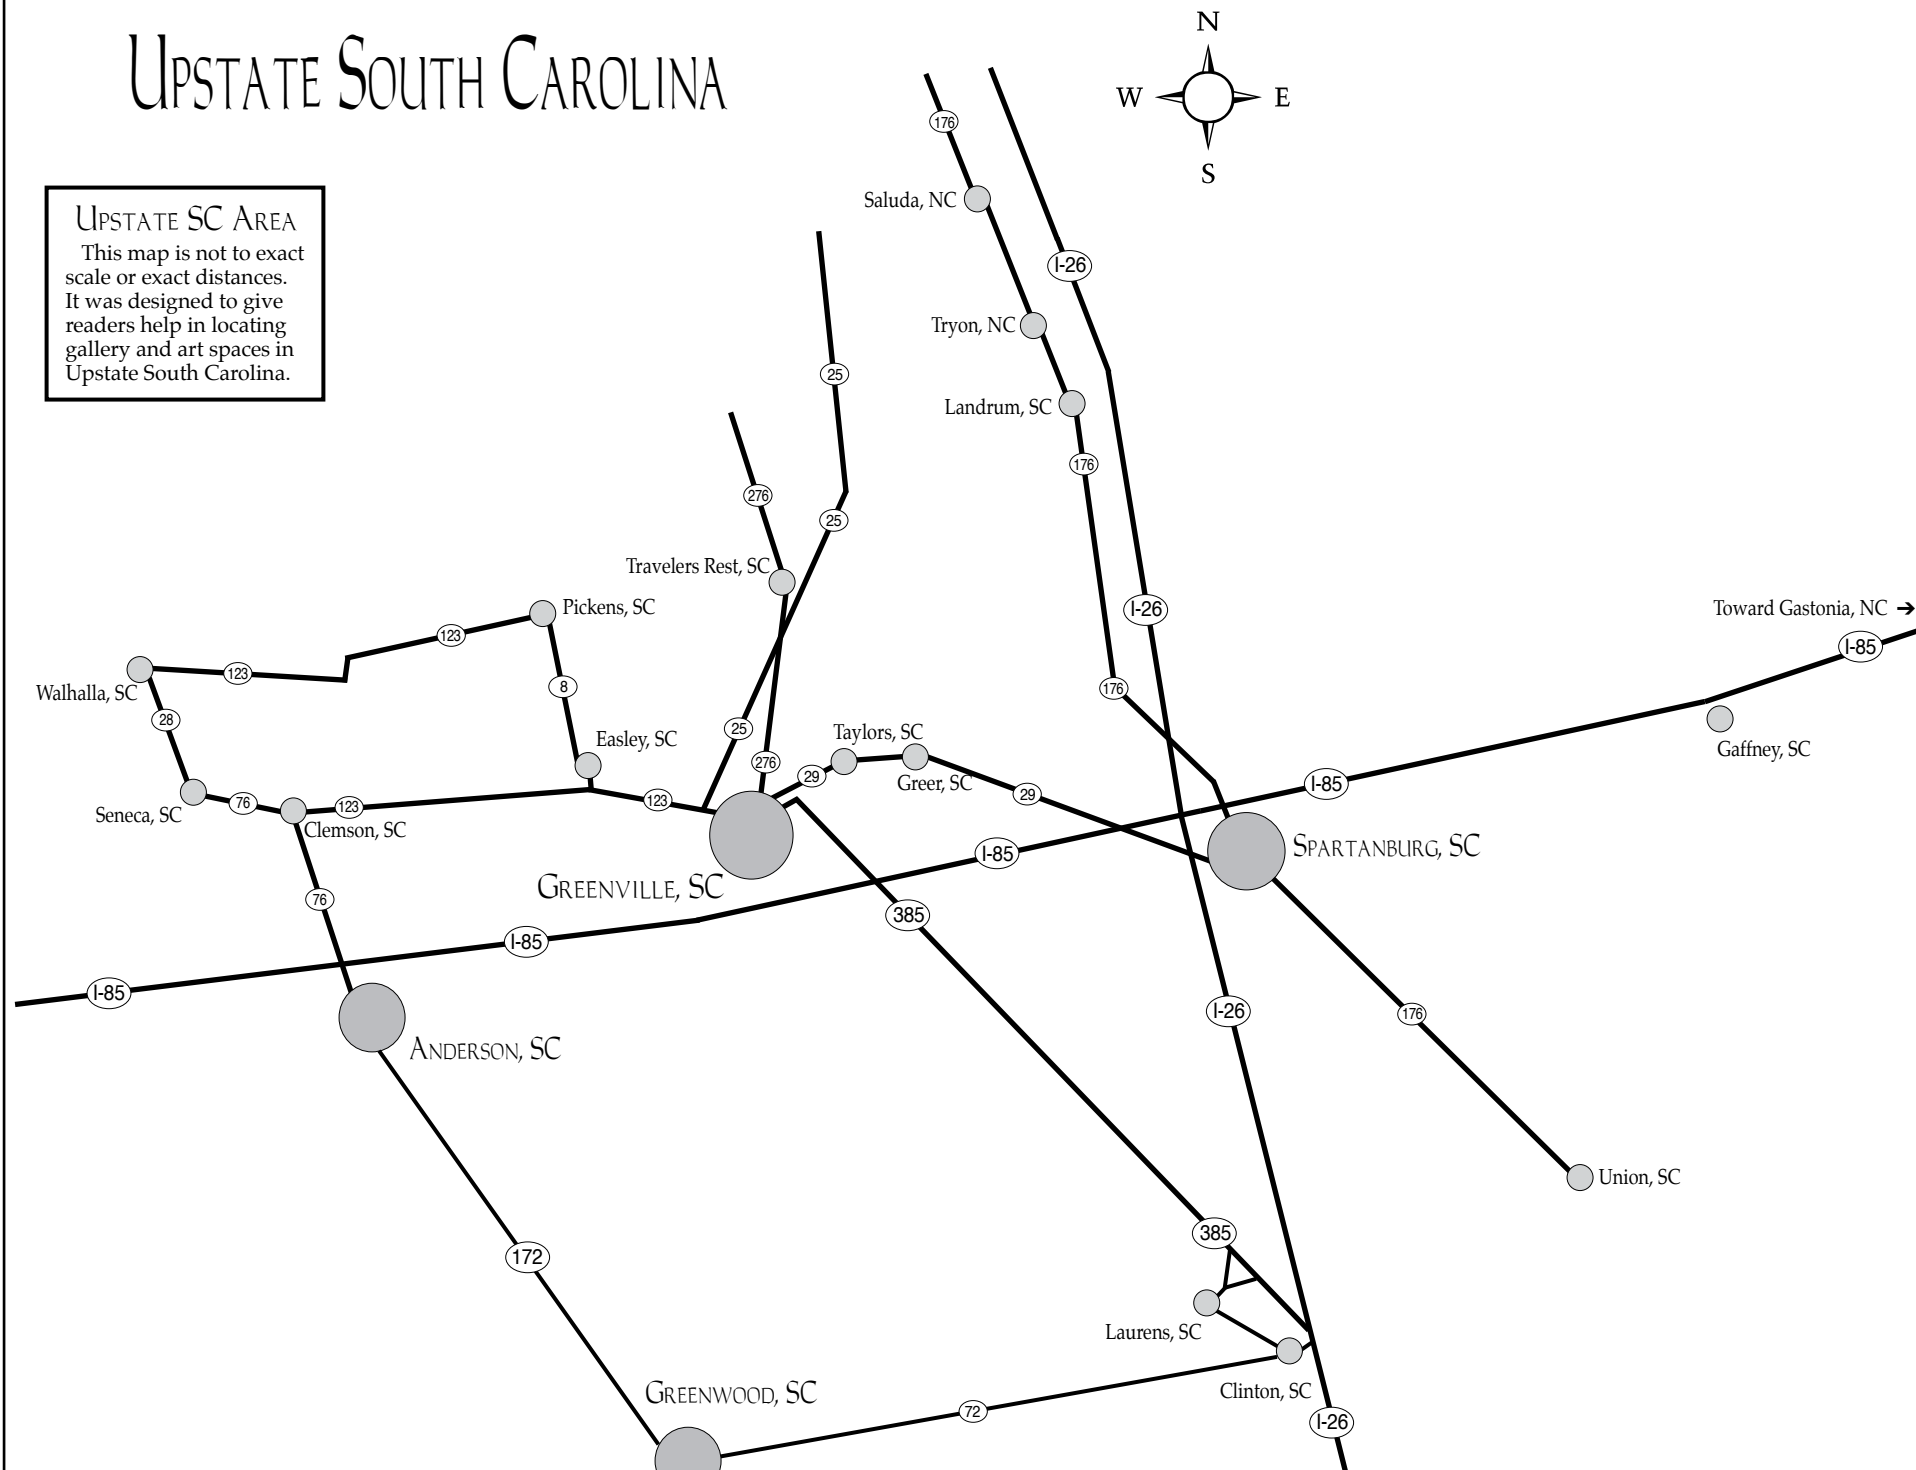 UPSTATE SOUTH CAROLINA
N
W E
S
UPSTATE SC AREA
This map is not to exact
scale or exact distances.
It was designed to give
readers help in locating
gallery and art spaces in
Upstate South Carolina.
176
Saluda, NC
I-26
Tryon, NC
25
Landrum, SC
176
276
25
Travelers Rest, SC
Pickens, SC
I-26
Toward Gastonia, NC ➔
123
I-85
Walhalla, SC
123
8
176
28
25
Gaffney, SC
Easley, SC
Taylors, SC
276
29
Greer, SC
I-85
Seneca, SC
76
123
123
29
Clemson, SC
SPARTANBURG, SC
I-85
GREENVILLE, SC
76
385
I-85
I-85
I-26
176
ANDERSON, SC
Union, SC
385
172
Laurens, SC
GREENWOOD, SC
Clinton, SC
72
I-26